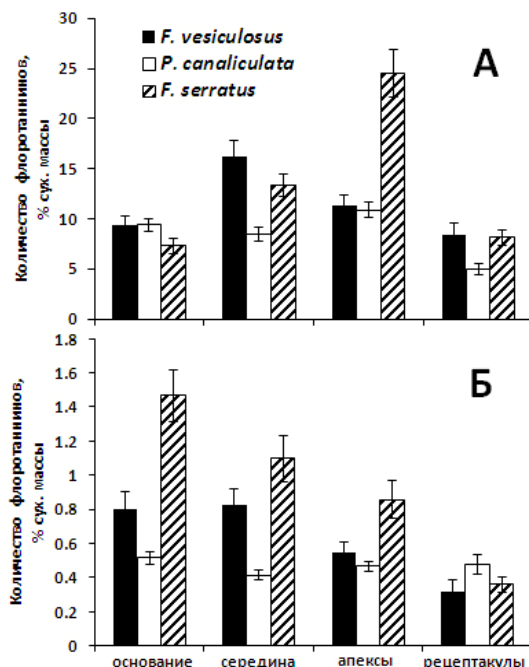 Количество флоротаннинов,
% сух. массы
30
25
20
15
10
5
0
F. vesiculosus
P. canaliculata
F. serratus
А
Количество флоротаннинов,
% сух. массы
1.8
1.6
1.4
1.2
1
0.8
0.6
0.4
0.2
0
Б
основание середина апексы рецептакулы